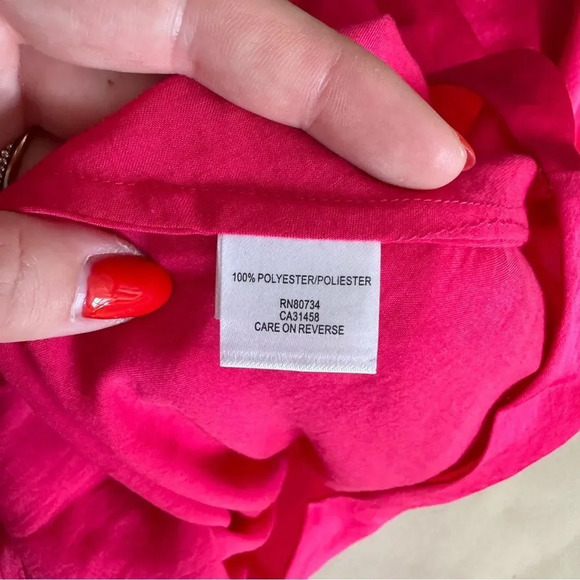 100% POLYESTER/POLIESTER
RN80734
CA31458
CARE ON REVERSE